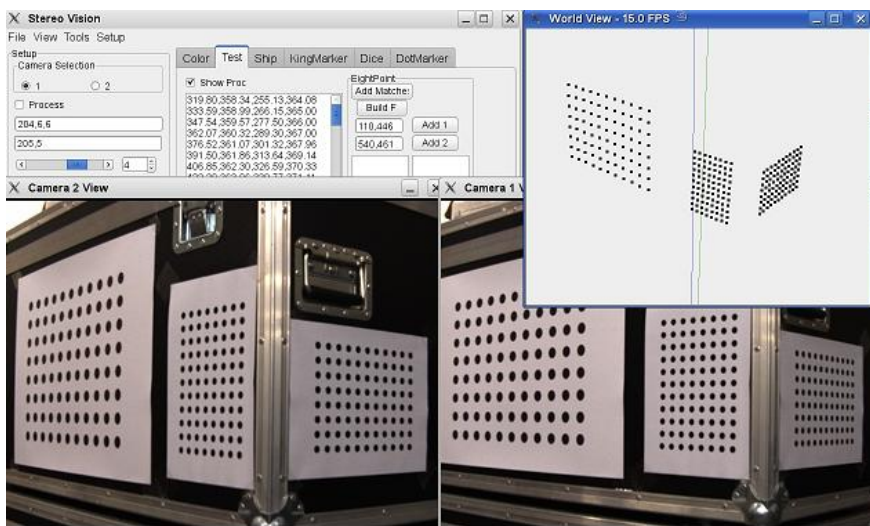 Stereo Vision
File View Tools Setup
Setup
Camera Selection
1 2
Process
204,6,6
205,5
4
Color Test Ship KingMarker Dice DotMarker
Show Proc
319.80,358.34,255.13,364.08
333.59,358.99,266.15,365.00
347.54,359.57,277.50,366.00
362.07,360.32,289.30,367.00
376.52,361.07,301.32,367.96
391.50,361.86,313.64,369.14
406.85,362.30,326.59,370.33
EightPoint
Add Matche
Build F
110,446 Add 1
540,461 Add 2
World View - 15.0 FPS
Camera 2 View
Camera 1 V